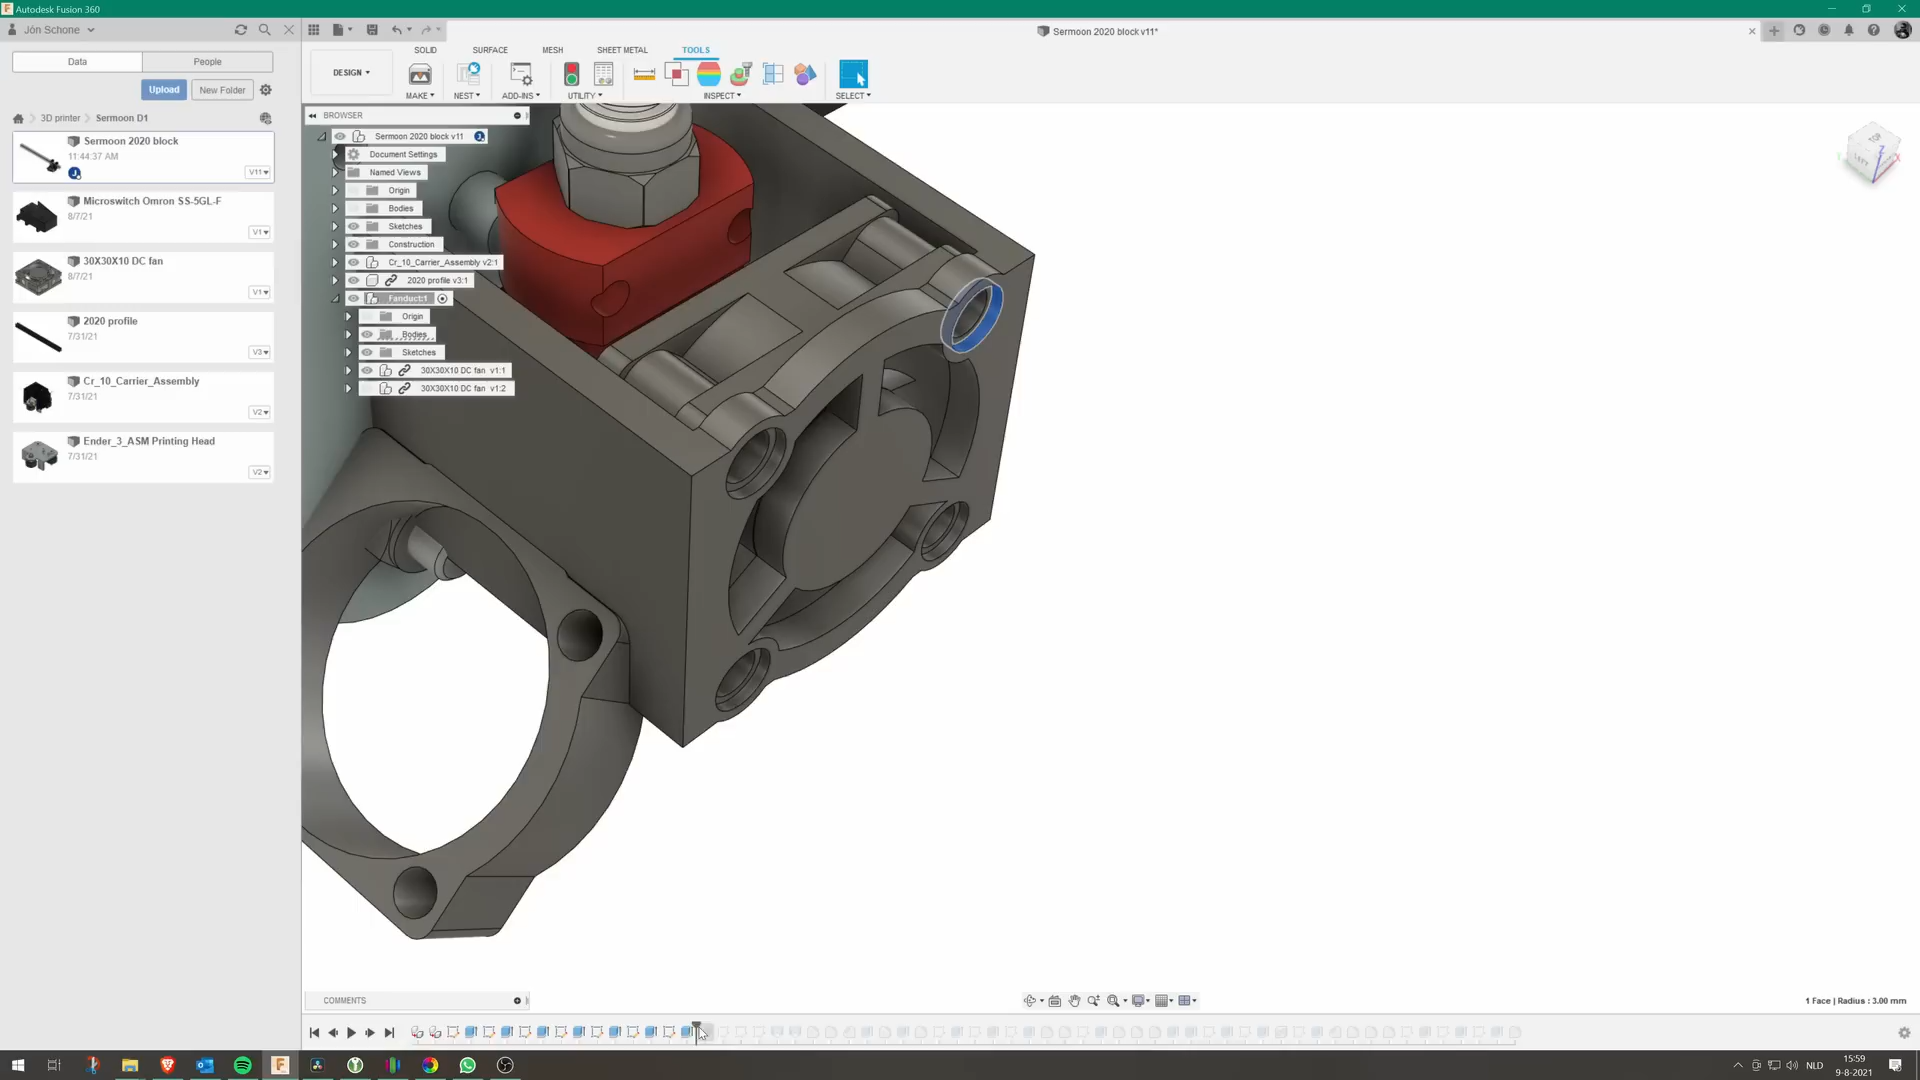 Autodesk Fusion 360
Jón Schone
Sermoon 2020 block v11*
Data
People
Upload
New Folder
3D printer
Sermoon D1
Sermoon 2020 block
11:44:37 AM
V11
Microswitch Omron SS-5GL-F
8/7/21
V1
30X30X10 DC fan
8/7/21
V1
2020 profile
7/31/21
V3
Cr_10_Carrier_Assembly
7/31/21
V2
Ender_3_ASM Printing Head
7/31/21
V2
SOLID
SURFACE
MESH
SHEET METAL
TOOLS
DESIGN
MAKE
NEST
ADD-INS
UTILITY
INSPECT
SELECT
BROWSER
Sermoon 2020 block v11
Document Settings
Named Views
Origin
Bodies
Sketches
Construction
Cr_10_Carrier_Assembly v2:1
2020 profile v3:1
Fanduct:1
Origin
Bodies
Sketches
30X30X10 DC fan v1:1
30X30X10 DC fan v1:2
LEFT
Z
COMMENTS
1 Face | Radius : 3.00 mm
NLD
15:59
9-8-2021